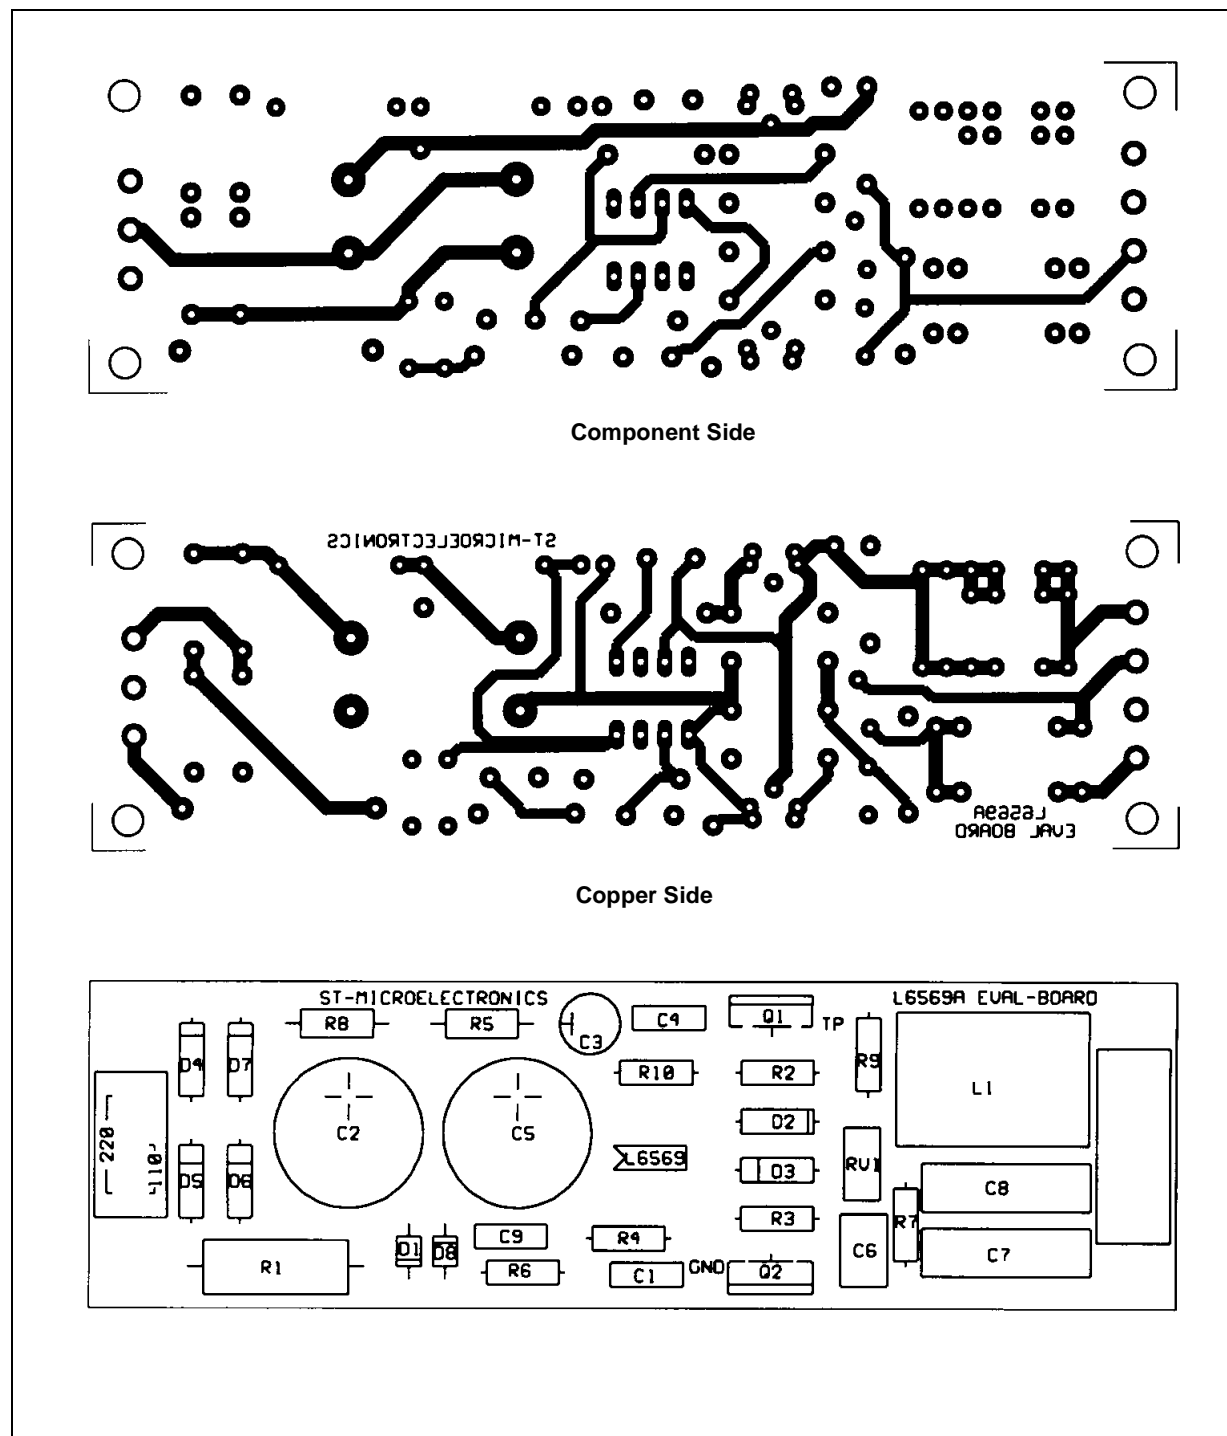 Component Side
ST-MICROELECTRONICS
L6569A
EVAL BOARD
Copper Side
ST-MICROELECTRONICS
L6569A EVAL-BOARD
R8
R5
C3
C4
Q1
TP
D4
D7
R10
R2
R9
L1
220
110
C2
C5
D2
L6569
D3
RV1
D5
D6
C8
R3
R7
C9
R4
D1
D8
C6
R1
R6
C1
GND
Q2
C7